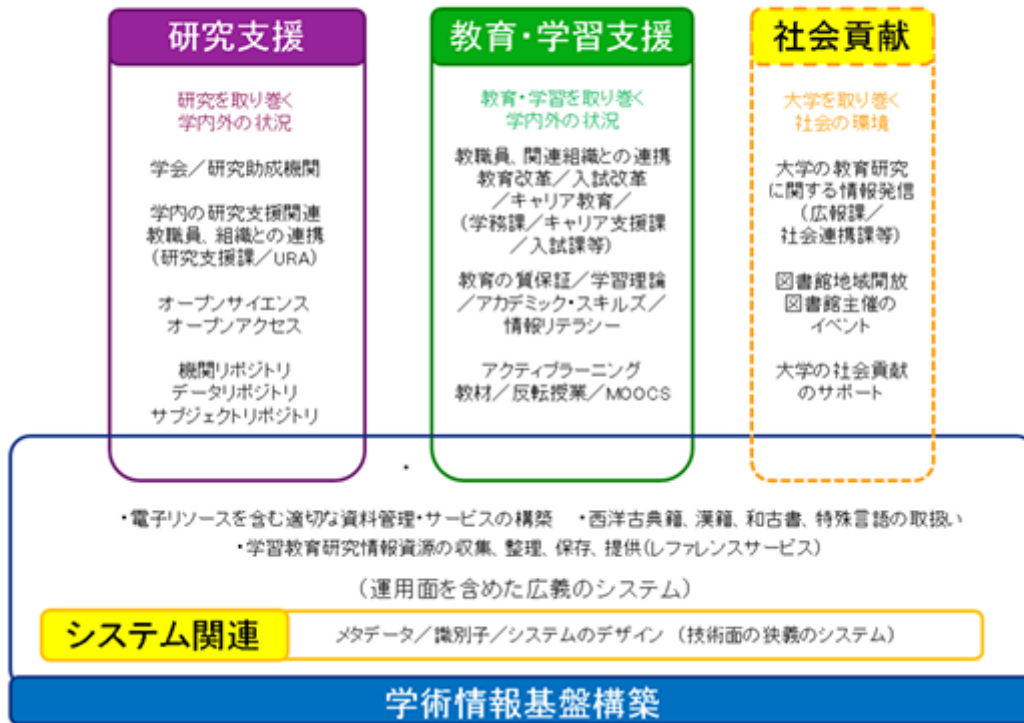 研究支援
研究を取り巻く
学内外の状況
学会／研究助成機関
学内の研究支援関連
教職員、組織との連携
（研究支援課／URA）
オープンサイエンス
オープンアクセス
機関リポジトリ
データリポジトリ
サブジェクトリポジトリ
教育・学習支援
教育・学習を取り巻く
学内外の状況
教職員、関連組織との連携
教育改革／入試改革
／キャリア教育／
（学務課／キャリア支援課
／入試課等）
教育の質保証／学習理論
／アカデミック・スキルズ／
情報リテラシー
アクティブラーニング
教材／反転授業／MOOCS
社会貢献
大学を取り巻く
社会の環境
大学の教育研究
に関する情報発信
（広報課／
社会連携課等）
図書館地域開放
図書館主催の
イベント
大学の社会貢献
のサポート
・
・電子リソースを含む適切な資料管理・サービスの構築　・西洋古典籍、漢籍、和古書、特殊言語の取扱い
・学習教育研究情報資源の収集、整理、保存、提供（レファレンスサービス）
（運用面を含めた広義のシステム）
システム関連
メタデータ／識別子／システムのデザイン　（技術面の狭義のシステム）
学術情報基盤構築